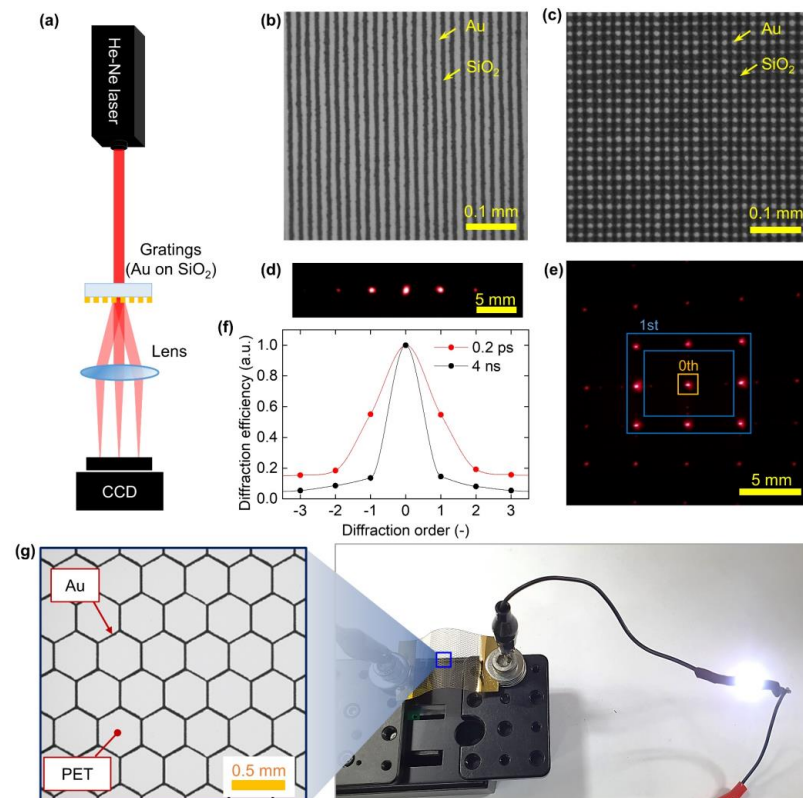 (a)
He-Ne laser
Gratings
(Au on SiO₂)
Lens
CCD
(b)
Au
SiO₂
0.1 mm
(c)
Au
SiO₂
0.1 mm
(d)
5 mm
(e)
1st
0th
5 mm
(f)
Diffraction efficiency (a.u.)
1.0
0.8
0.6
0.4
0.2
0.0
0.2 ps
4 ns
-3 -2 -1 0 1 2 3
Diffraction order (-)
(g)
Au
PET
0.5 mm